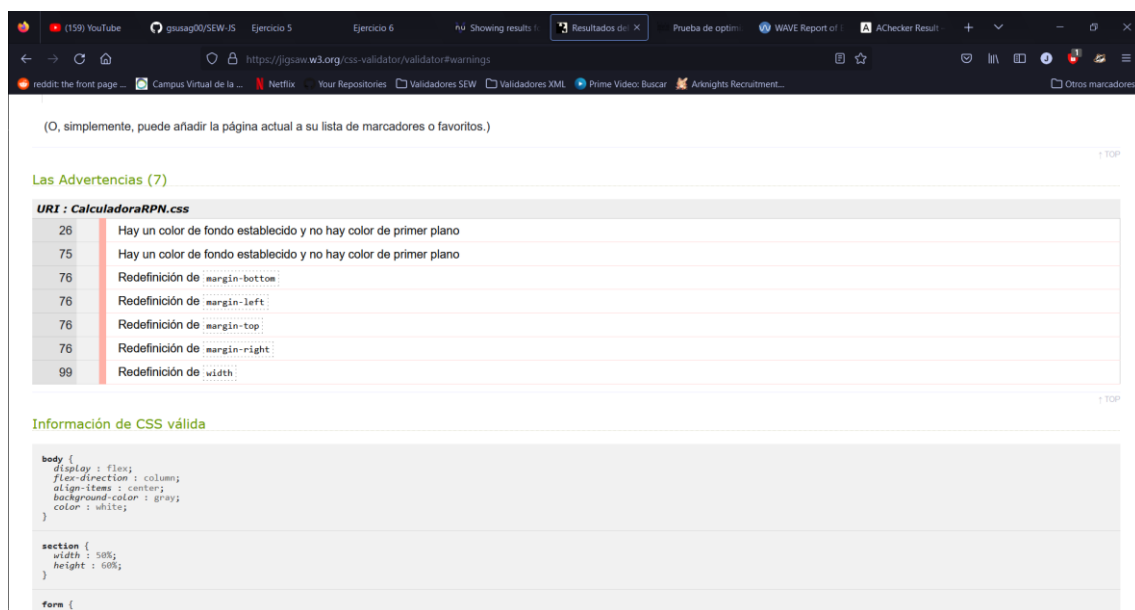 (159) YouTube gsusag00/SEW-JS Ejercicio 5 Ejercicio 6 Showing results f Resultados del Prueba de optimi WAVE Report of AChecker Result
https://jigsaw.w3.org/css-validator/validator#warnings
reddit: the front page ... Campus Virtual de la ... Netflix Your Repositories Validadores SEW Validadores XML Prime Video: Buscar Arknights Recruitment... Otros marcadores
(O, simplemente, puede añadir la página actual a su lista de marcadores o favoritos.)
↑ TOP
Las Advertencias (7)
URI : CalculadoraRPN.css
26 Hay un color de fondo establecido y no hay color de primer plano
75 Hay un color de fondo establecido y no hay color de primer plano
76 Redefinición de margin-bottom
76 Redefinición de margin-left
76 Redefinición de margin-top
76 Redefinición de margin-right
99 Redefinición de width
↑ TOP
Información de CSS válida
body {
display : flex;
flex-direction : column;
align-items : center;
background-color : gray;
color : white;
}
section {
width : 50%;
height : 60%;
}
form {